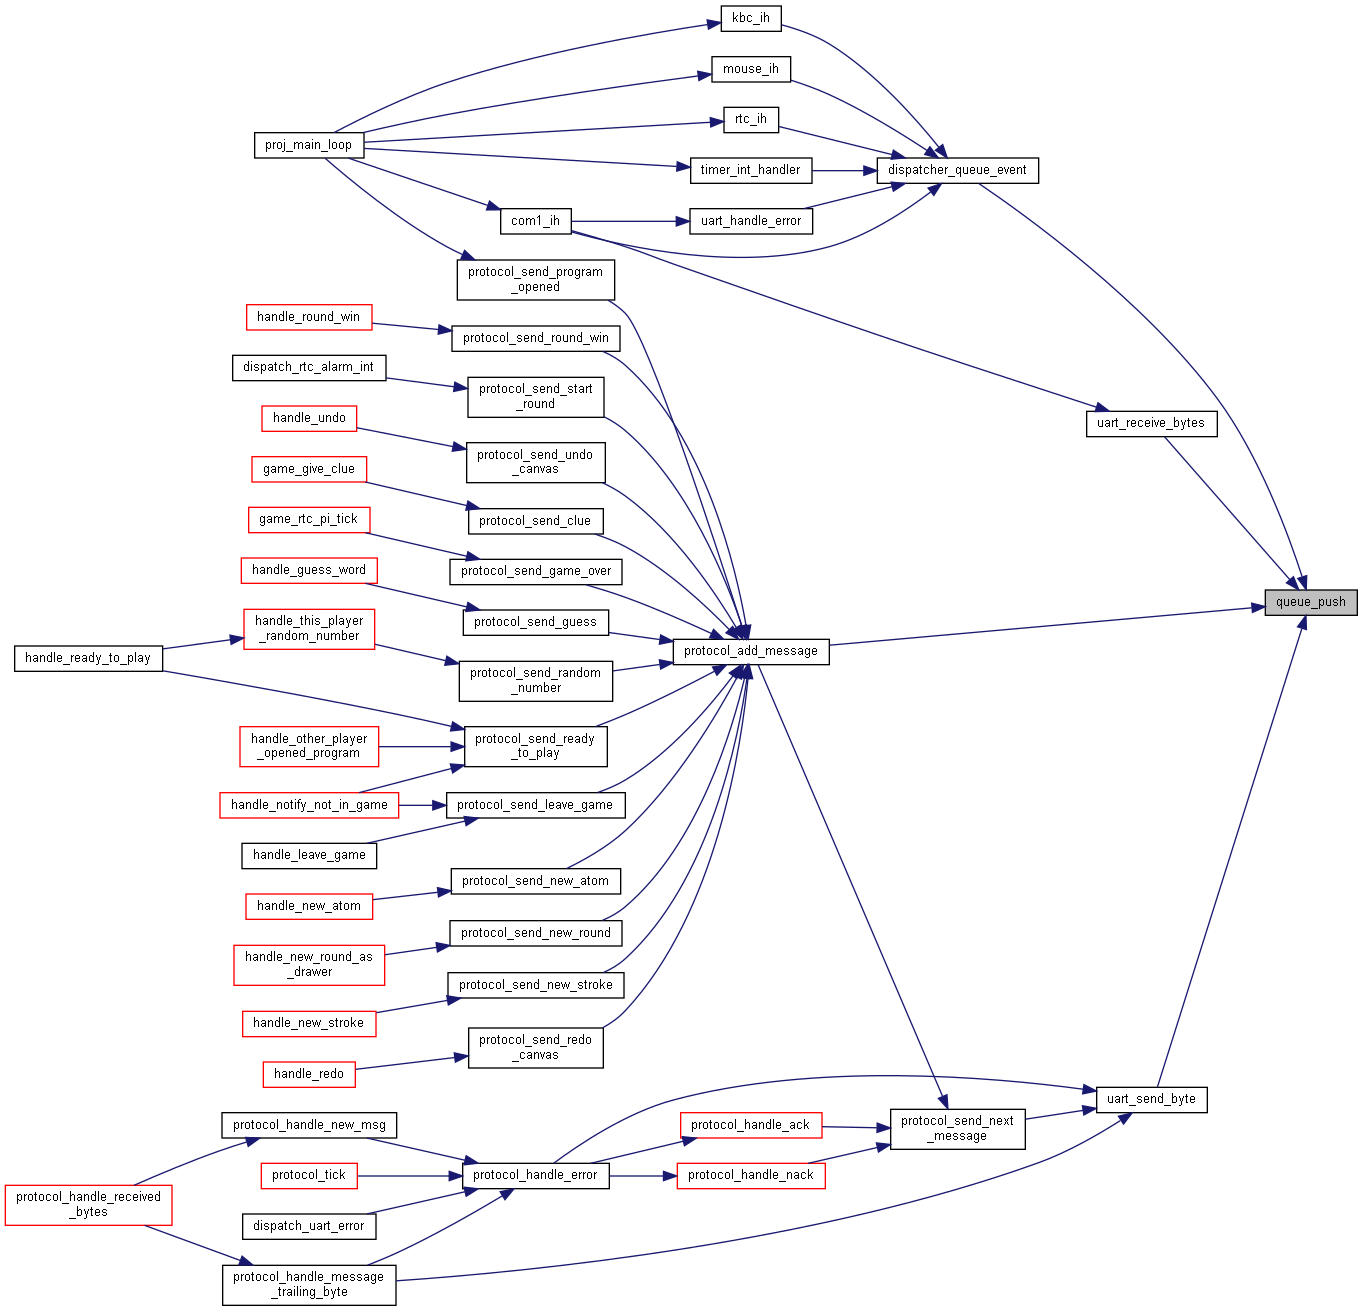 kbc_ih
mouse_ih
rtc_ih
proj_main_loop
timer_int_handler
dispatcher_queue_event
com1_ih
uart_handle_error
protocol_send_program
_opened
handle_round_win
protocol_send_round_win
dispatch_rtc_alarm_int
protocol_send_start
_round
handle_undo
uart_receive_bytes
protocol_send_undo
_canvas
game_give_clue
protocol_send_clue
game_rtc_pi_tick
protocol_send_game_over
handle_guess_word
protocol_send_guess
queue_push
handle_this_player
_random_number
handle_ready_to_play
protocol_add_message
protocol_send_random
_number
handle_other_player
_opened_program
protocol_send_ready
_to_play
handle_notify_not_in_game
protocol_send_leave_game
handle_leave_game
protocol_send_new_atom
handle_new_atom
protocol_send_new_round
handle_new_round_as
_drawer
protocol_send_new_stroke
handle_new_stroke
protocol_send_redo
_canvas
handle_redo
uart_send_byte
protocol_handle_new_msg
protocol_handle_ack
protocol_send_next
_message
protocol_tick
protocol_handle_error
protocol_handle_nack
protocol_handle_received
_bytes
dispatch_uart_error
protocol_handle_message
_trailing_byte